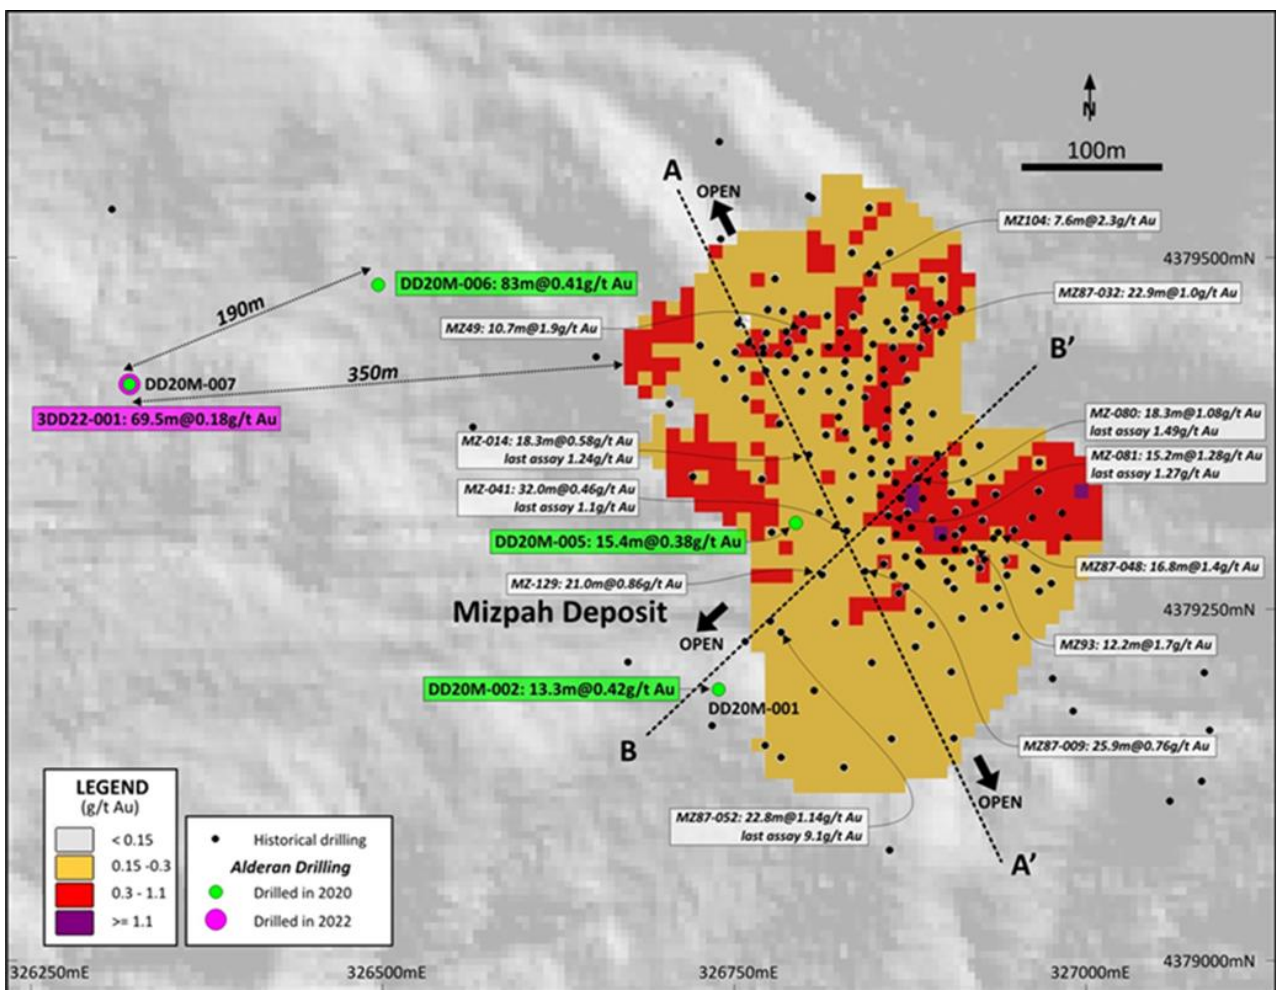 N
100m
A
OPEN
MZ104: 7.6m@2.3g/t Au
4379500mN
DD20M-006: 83m@0.41g/t Au
190m
MZ87-032: 22.9m@1.0g/t Au
MZ49: 10.7m@1.9g/t Au
B'
350m
DD20M-007
3DD22-001: 69.5m@0.18g/t Au
MZ-080: 18.3m@1.08g/t Au
last assay 1.49g/t Au
MZ-014: 18.3m@0.58g/t Au
last assay 1.24g/t Au
MZ-081: 15.2m@1.28g/t Au
last assay 1.27g/t Au
MZ-041: 32.0m@0.46g/t Au
last assay 1.1g/t Au
DD20M-005: 15.4m@0.38g/t Au
MZ87-048: 16.8m@1.4g/t Au
MZ-129: 21.0m@0.86g/t Au
Mizpah Deposit
4379250mN
OPEN
MZ93: 12.2m@1.7g/t Au
DD20M-002: 13.3m@0.42g/t Au
DD20M-001
B
MZ87-009: 25.9m@0.76g/t Au
OPEN
MZ87-052: 22.8m@1.14g/t Au
last assay 9.1g/t Au
A'
LEGEND
(g/t Au)
< 0.15
0.15 -0.3
0.3 - 1.1
>= 1.1
Historical drilling
Alderan Drilling
Drilled in 2020
Drilled in 2022
4379000mN
326250mE
326500mE
326750mE
327000mE